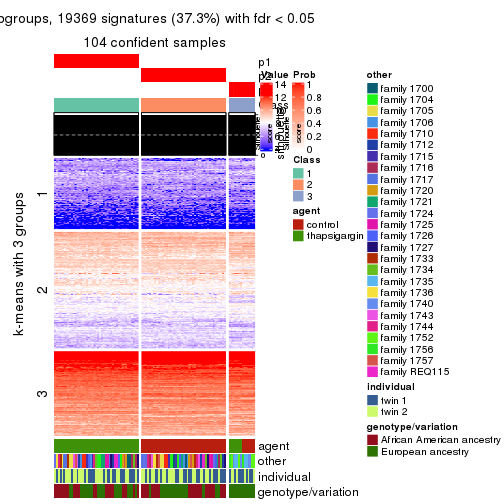 ogroups, 19369 signatures (37.3%) with fdr < 0.05
104 confident samples
p1
p2
Value
14
12
6
0
Prob
1
0.8
0.6
0.4
0.2
0
Silhouette
score
Class
1
2
3
agent
control
thapsigargin
other
family 1700
family 1704
family 1705
family 1706
family 1710
family 1712
family 1715
family 1716
family 1717
family 1720
family 1721
family 1724
family 1725
family 1726
family 1727
family 1733
family 1734
family 1735
family 1736
family 1740
family 1743
family 1744
family 1752
family 1756
family 1757
family REQ115
individual
twin 1
twin 2
genotype/variation
African American ancestry
European ancestry
k-means with 3 groups
1
2
3
agent
other
individual
genotype/variation